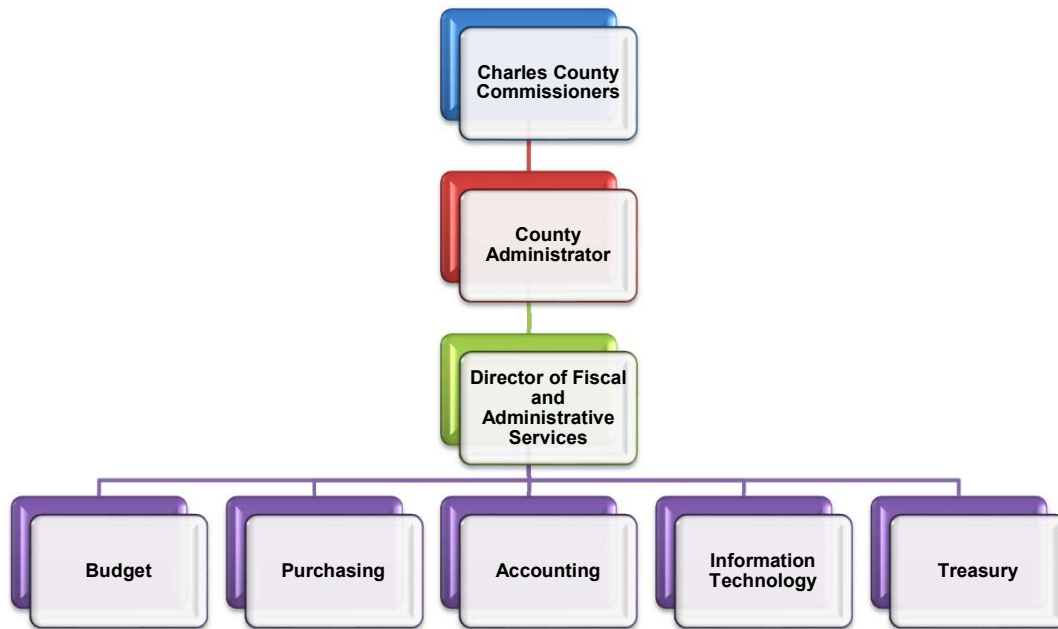 Charles County
Commissioners
County
Administrator
Director of Fiscal
and
Administrative
Services
Budget
Purchasing
Accounting
Information
Technology
Treasury